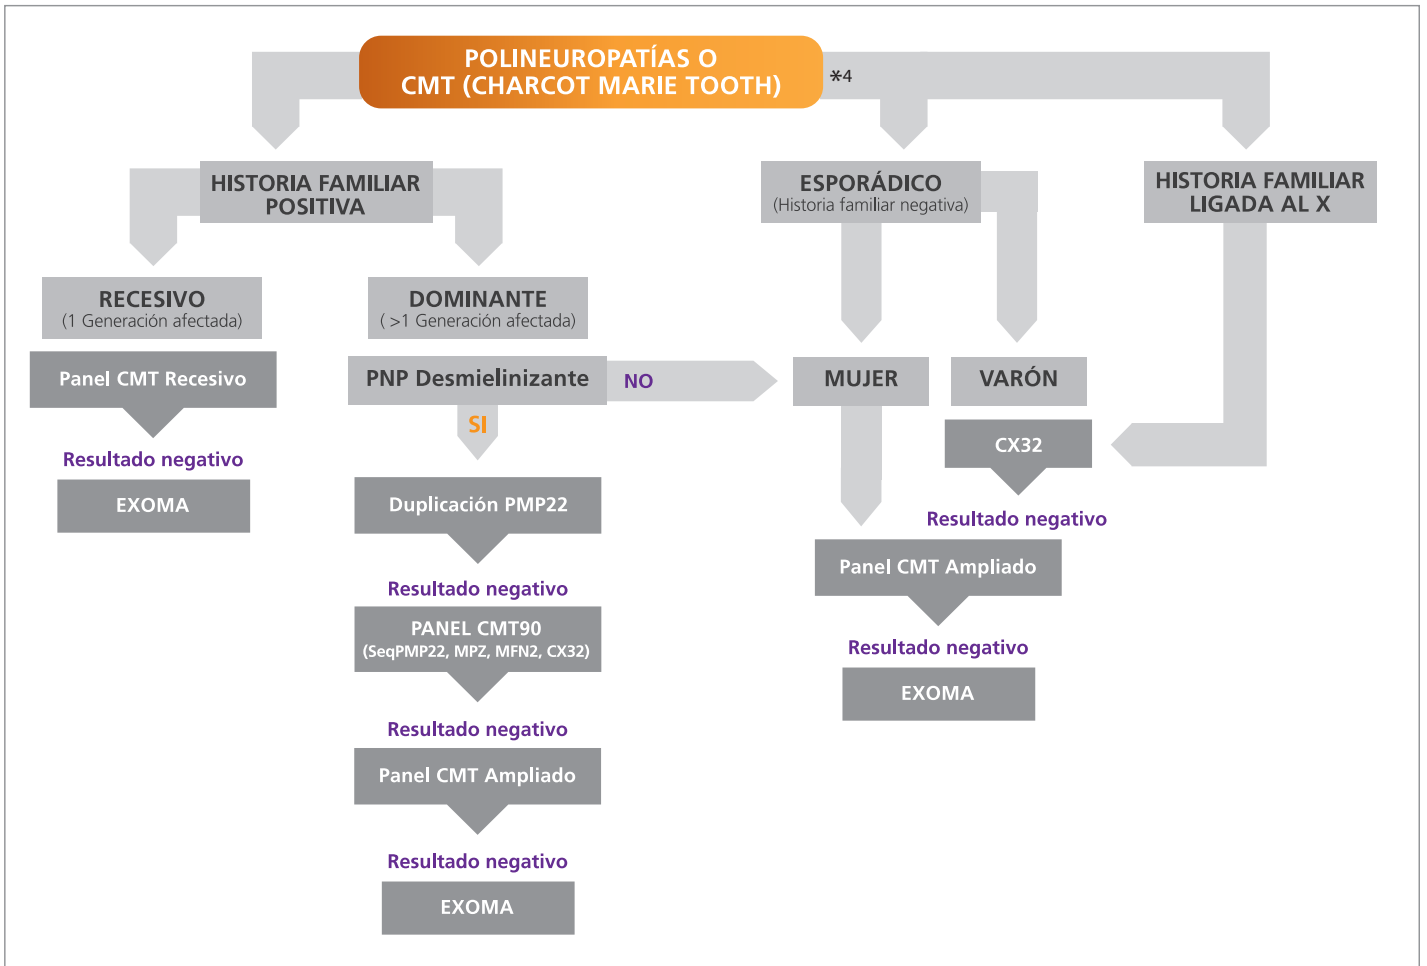 POLINEUROPATÍAS O
CMT (CHARCOT MARIE TOOTH)
*4
HISTORIA FAMILIAR
POSITIVA
ESPORÁDICO
(Historia familiar negativa)
HISTORIA FAMILIAR
LIGADA AL X
RECESIVO
(1 Generación afectada)
DOMINANTE
( >1 Generación afectada)
Panel CMT Recesivo
PNP Desmielinizante
NO
MUJER
VARÓN
SI
CX32
Resultado negativo
EXOMA
Duplicación PMP22
Resultado negativo
Panel CMT Ampliado
Resultado negativo
PANEL CMT90
(SeqPMP22, MPZ, MFN2, CX32)
Resultado negativo
EXOMA
Resultado negativo
Panel CMT Ampliado
Resultado negativo
EXOMA